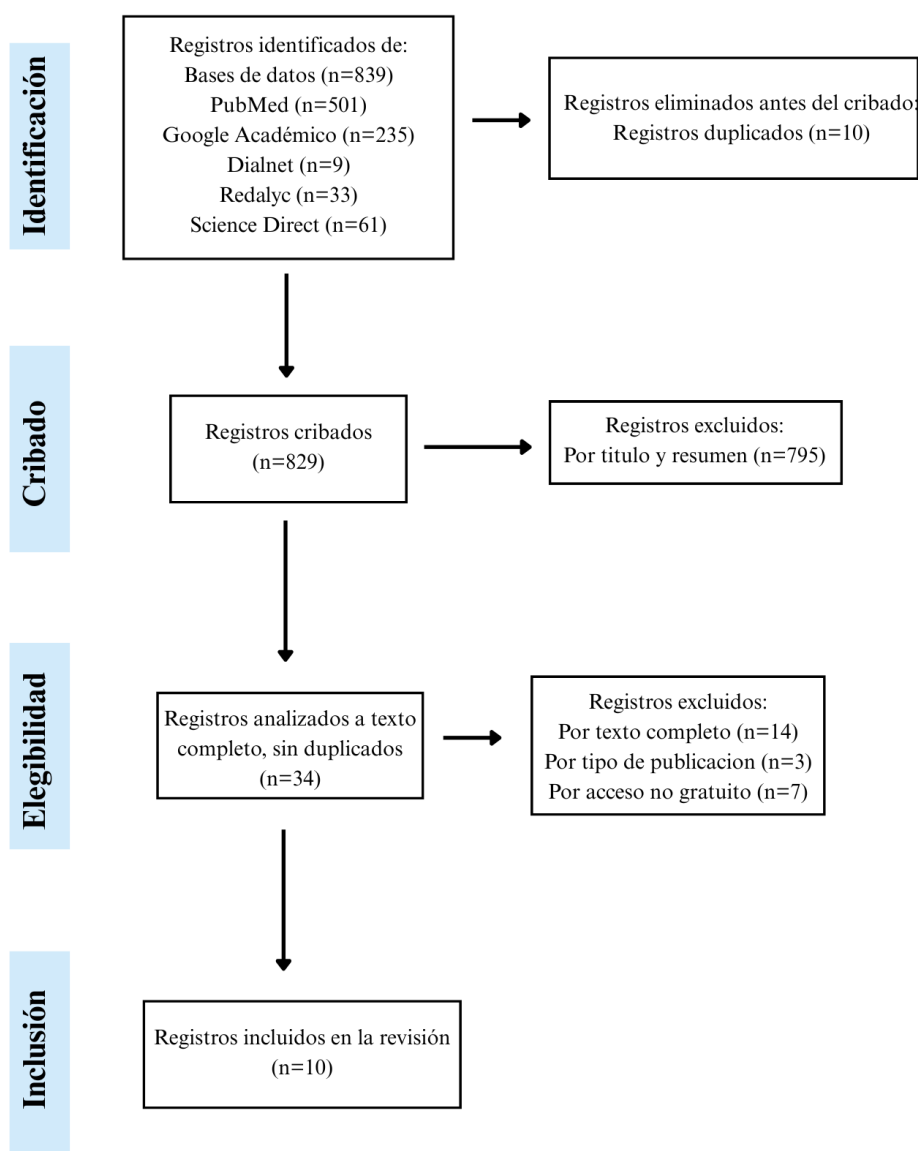 Identificación
Registros identificados de:
Bases de datos (n=839)
PubMed (n=501)
Google Académico (n=235)
Dialnet (n=9)
Redalyc (n=33)
Science Direct (n=61)
Registros eliminados antes del cribado:
Registros duplicados (n=10)
Cribado
Registros cribados
(n=829)
Registros excluidos:
Por titulo y resumen (n=795)
Elegibilidad
Registros analizados a texto
completo, sin duplicados
(n=34)
Registros excluidos:
Por texto completo (n=14)
Por tipo de publicacion (n=3)
Por acceso no gratuito (n=7)
Inclusión
Registros incluidos en la revisión
(n=10)